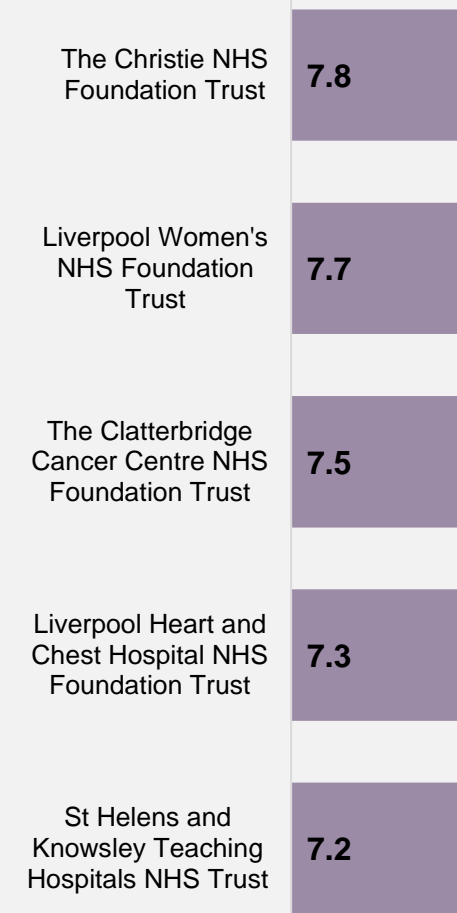 The Christie NHS
Foundation Trust
7.8
Liverpool Women's
NHS Foundation
Trust
7.7
The Clatterbridge
Cancer Centre NHS
Foundation Trust
7.5
Liverpool Heart and
Chest Hospital NHS
Foundation Trust
7.3
St Helens and
Knowsley Teaching
Hospitals NHS Trust
7.2